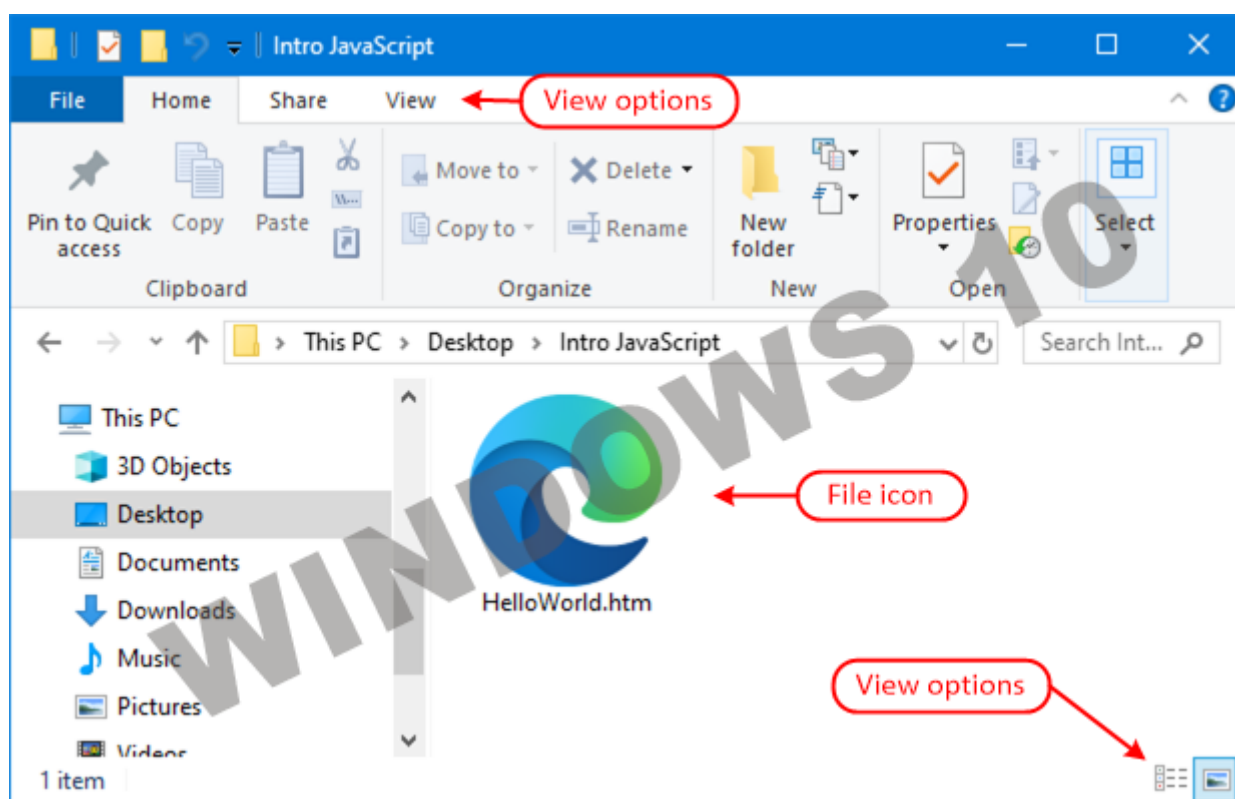 Intro JavaScript
File Home Share View View options
Pin to Quick access
Copy
Paste
Move to
Copy to
Delete
Rename
New folder
Properties
Select
Clipboard Organize New Open
This PC > Desktop > Intro JavaScript
Search Int...
This PC
3D Objects
Desktop
Documents
Downloads
Music
Pictures
Videos
File icon
HelloWorld.htm
View options
1 item
WINDOWS 10